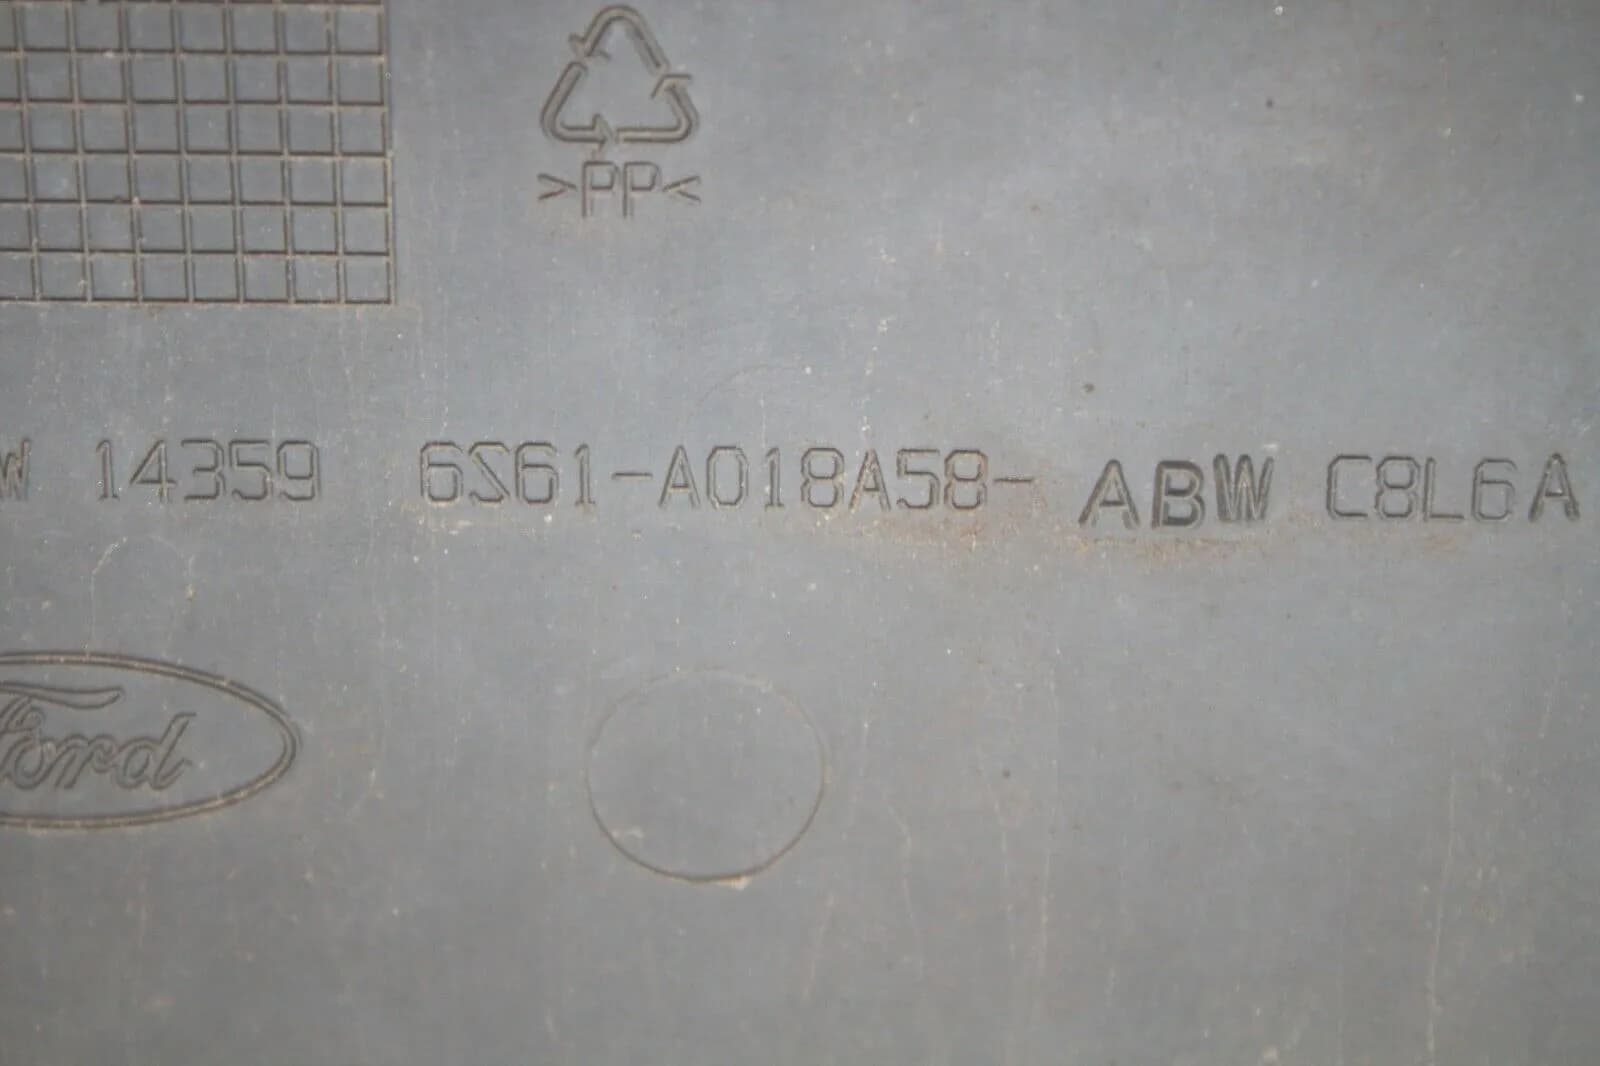 >PP<
W 14359 6S61-A018A58- ABW C8L6A
Ford